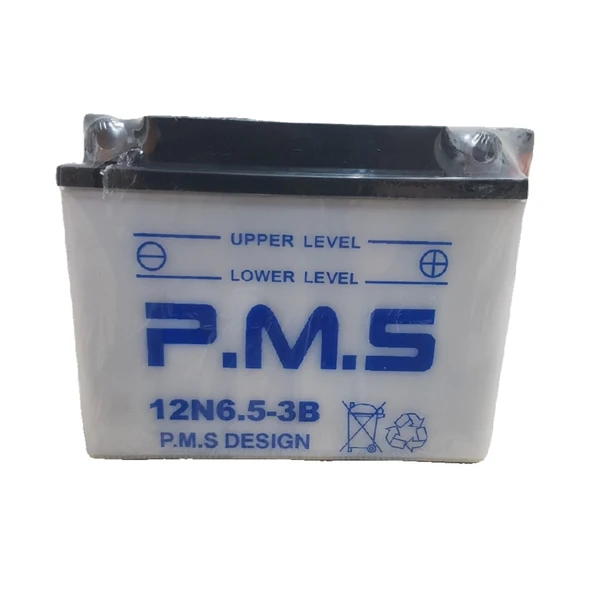 UPPER LEVEL
LOWER LEVEL
P.M.S
12N6.5-3B
P.M.S DESIGN